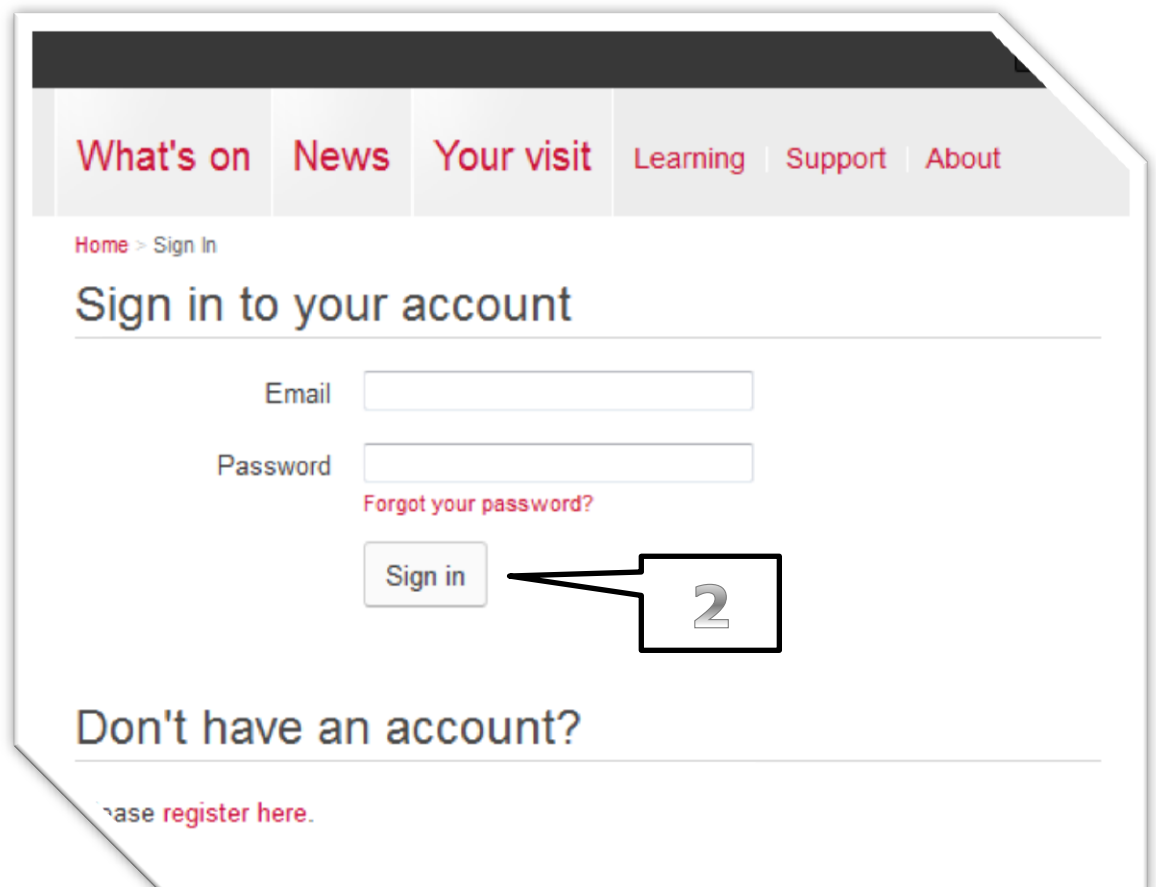 What's on News Your visit Learning Support About
Home > Sign In
Sign in to your account
Email
Password
Forgot your password?
Sign in
2
Don't have an account?
register here.